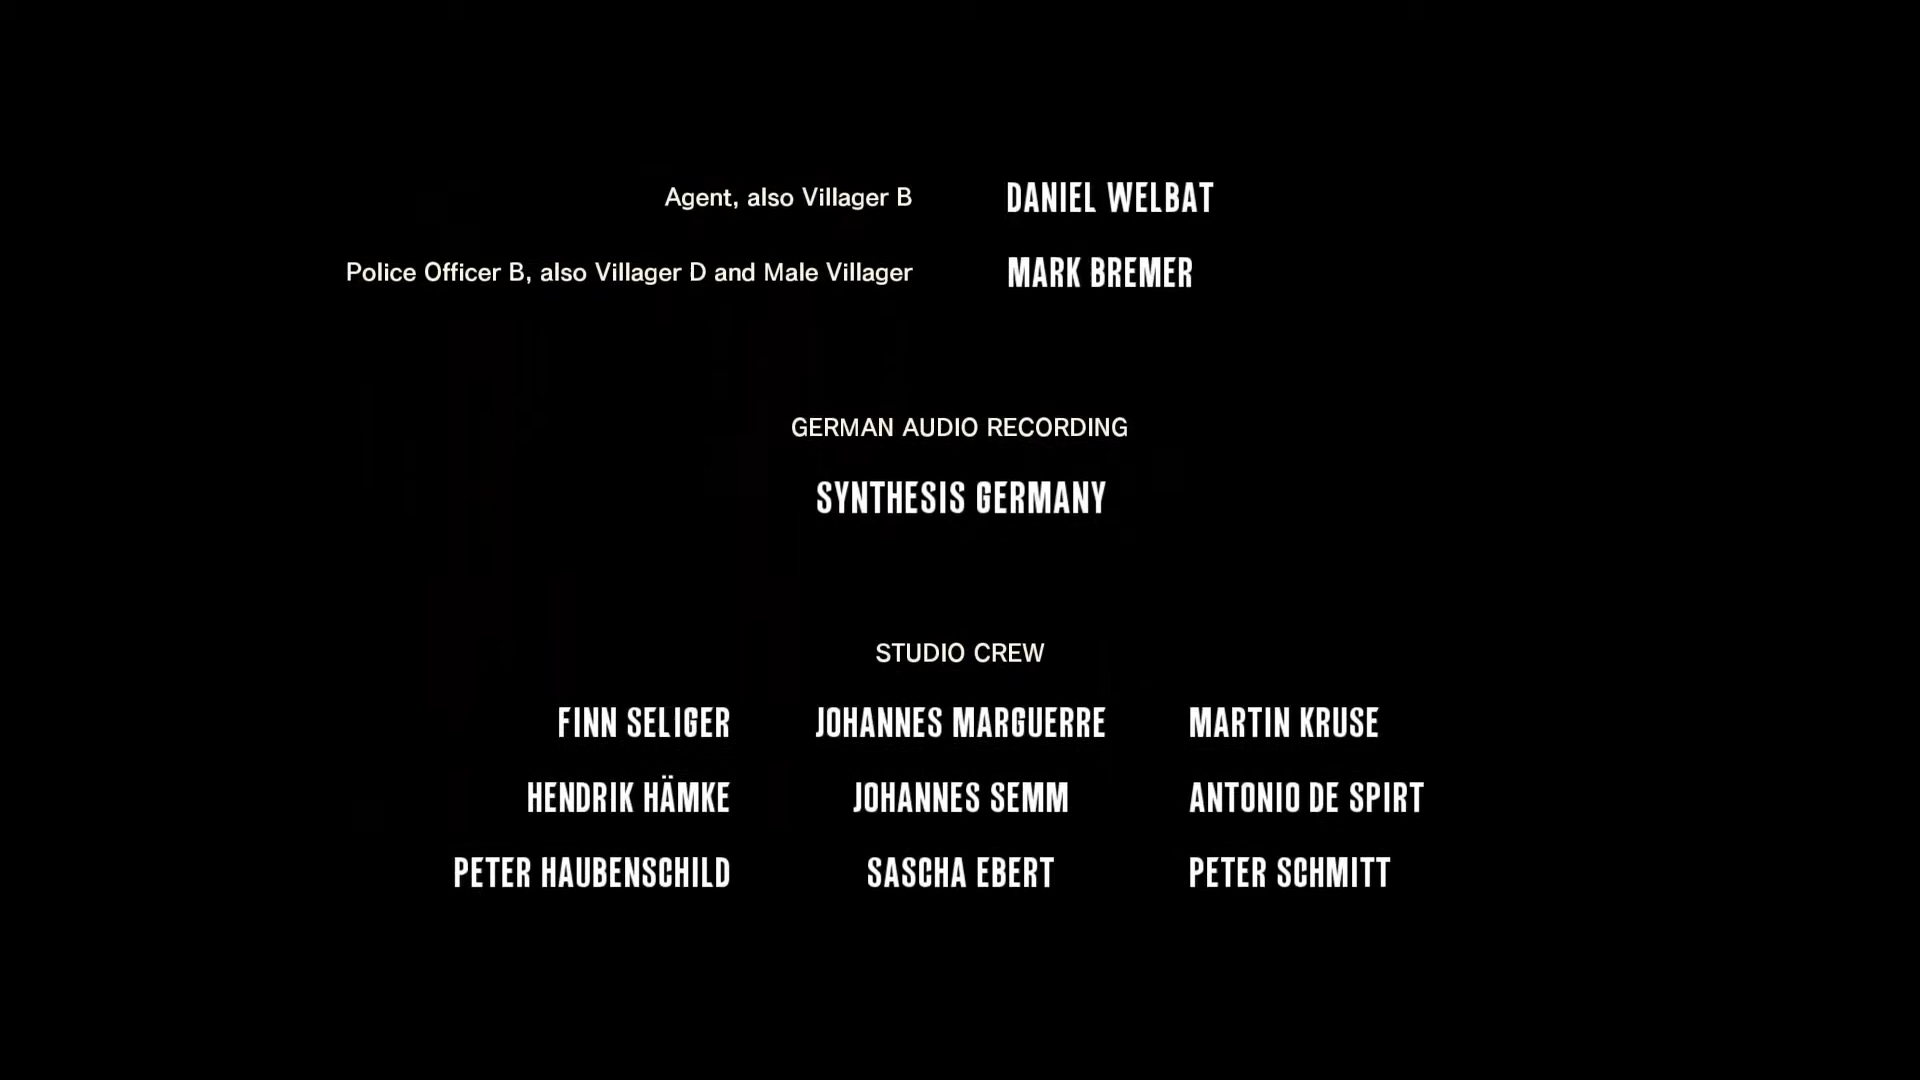 Agent, also Villager B DANIEL WELBAT
Police Officer B, also Villager D and Male Villager MARK BREMER
GERMAN AUDIO RECORDING
SYNTHESIS GERMANY
STUDIO CREW
FINN SELIGER JOHANNES MARGUERRE MARTIN KRUSE
HENDRIK HÄMKE JOHANNES SEMM ANTONIO DE SPIRT
PETER HAUBENSCHILD SASCHA EBERT PETER SCHMITT